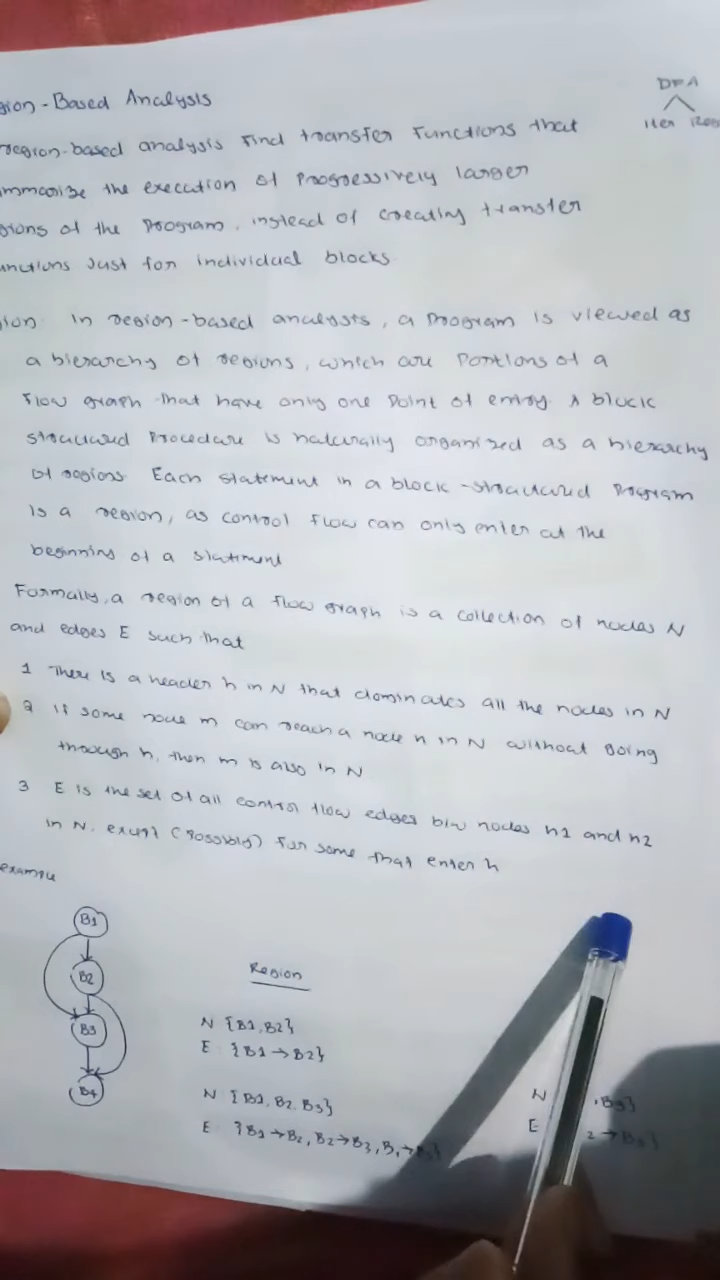 gion-Based Analysis
DFA
Iter
region-based analysis find transfer functions that
mmarize the execution of progressively larger
gions of the program, instead of creating transfer
unctions Just for individual blocks
ion: In region-based analysis, a program is viewed as
a hierarchy of regions, which are portions of a
flow graph that have only one point of entry. A block
structured procedure is naturally organized as a hierarchy
of regions. Each statement in a block-structured program
is a region, as control flow can only enter at the
beginning of a statement
Formally, a region of a flow graph is a collection of nodes N
and edges E such that
1 There is a header h in N that dominates all the nodes in N
2 if some node m can reach a node n in N without going
through h, then m is also in N
3 E is the set of all control flow edges b/w nodes n1 and n2
in N, except (possibly) for some that enter h
example
B1
B2
B3
B4
Region
N {B1, B2}
E : {B1→B2}
N {B1, B2, B3}
E {B1→B2, B2→B3, B1→B3}
N , B3}
E 2→B3}